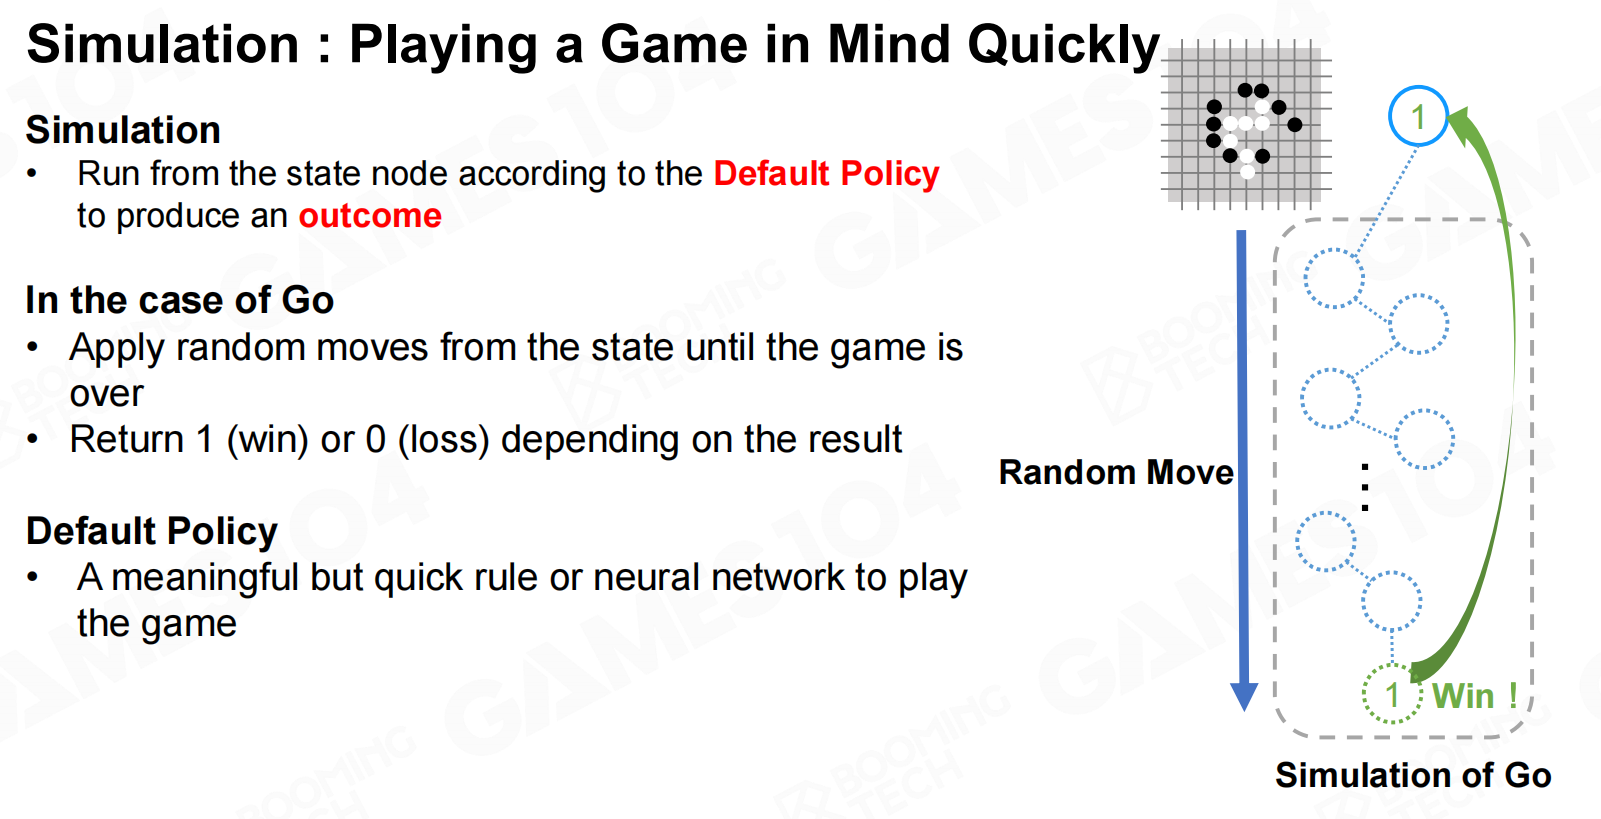 Simulation : Playing a Game in Mind Quickly
Simulation
• Run from the state node according to the Default Policy
to produce an outcome
In the case of Go
• Apply random moves from the state until the game is
over
• Return 1 (win) or 0 (loss) depending on the result
Default Policy
• A meaningful but quick rule or neural network to play
the game
1
Random Move
⋮
1 Win !
Simulation of Go
GAMES104
BOOMING
TECH